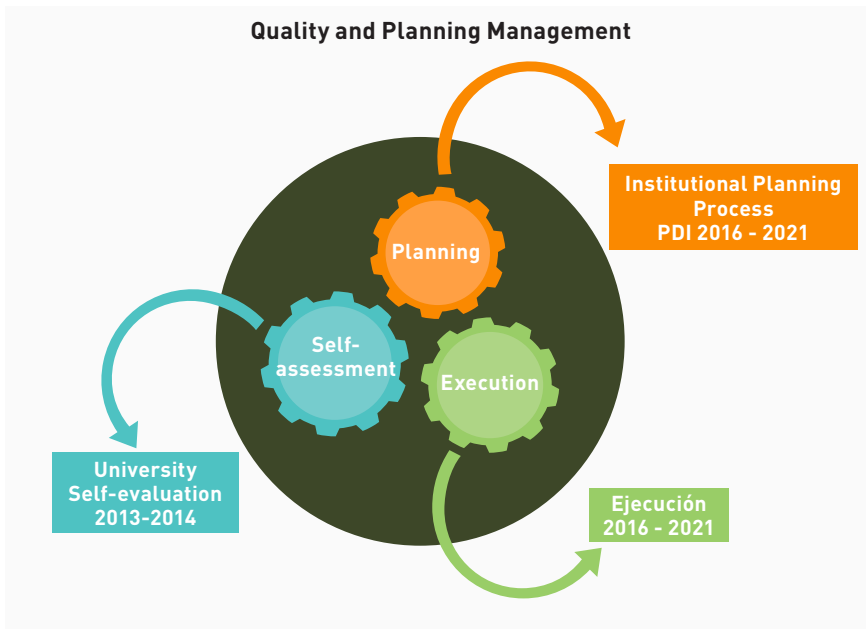 Quality and Planning Management
Institutional Planning
Process
PDI 2016 - 2021
Planning
Self-
assessment
Execution
University
Self-evaluation
2013-2014
Ejecución
2016 - 2021